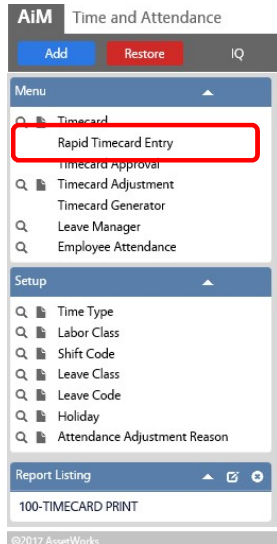 AiM Time and Attendance
Add Restore IQ
Menu
Timecard
Rapid Timecard Entry
Timecard Approval
Timecard Adjustment
Timecard Generator
Leave Manager
Employee Attendance
Setup
Time Type
Labor Class
Shift Code
Leave Class
Leave Code
Holiday
Attendance Adjustment Reason
Report Listing
100-TIMECARD PRINT
©2017 AssetWorks